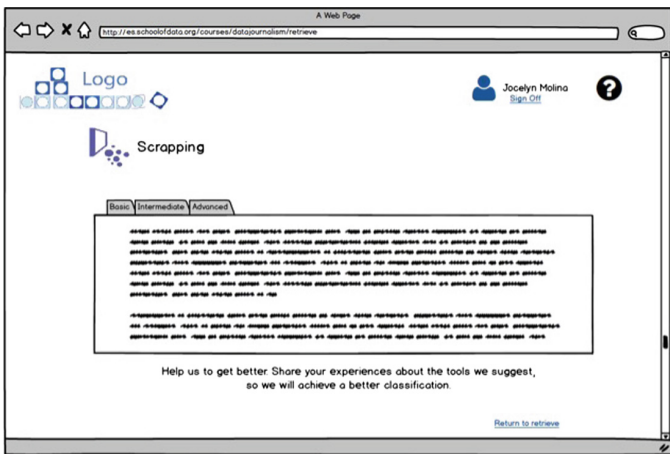 A Web Page
http://es.schoolofdata.org/courses/datajournalism/retrieve
Logo
Jocelyn Molina
Sign Off
?
Scrapping
Basic Intermediate Advanced
Help us to get better. Share your experiences about the tools we suggest,
so we will achieve a better classification.
Return to retrieve